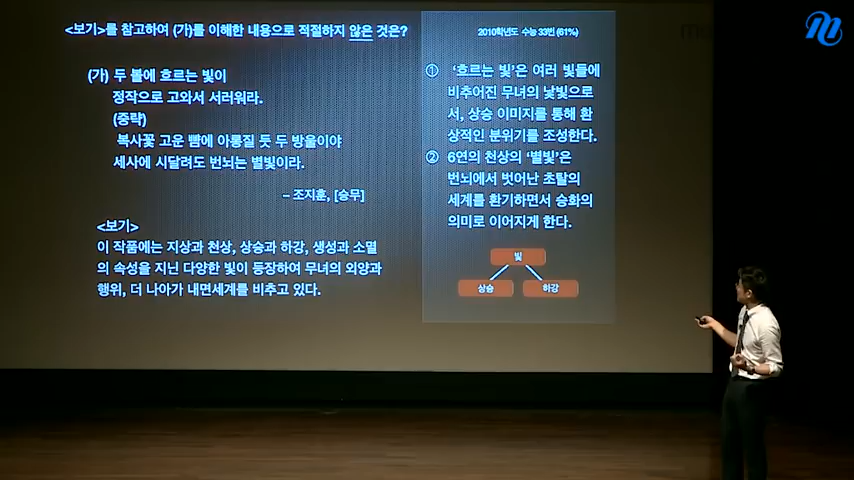 <보기>를 참고하여 (가)를 이해한 내용으로 적절하지 않은 것은?
(가) 두 볼에 흐르는 빛이
정작으로 고와서 서러워라.
(중략)
복사꽃 고운 뺨에 아롱질 듯 두 방울이야
세사에 시달려도 번뇌는 별빛이라.
– 조지훈, [승무]
<보기>
이 작품에는 지상과 천상, 상승과 하강, 생성과 소멸
의 속성을 지닌 다양한 빛이 등장하여 무녀의 외양과
행위, 더 나아가 내면세계를 비추고 있다.
2010학년도 수능 33번 (61%)
① '흐르는 빛'은 여러 빛들에
비추어진 무녀의 낯빛으로
서, 상승 이미지를 통해 환
상적인 분위기를 조성한다.
② 6연의 천상의 '별빛'은
번뇌에서 벗어난 초탈의
세계를 환기하면서 승화의
의미로 이어지게 한다.
빛
상승 하강